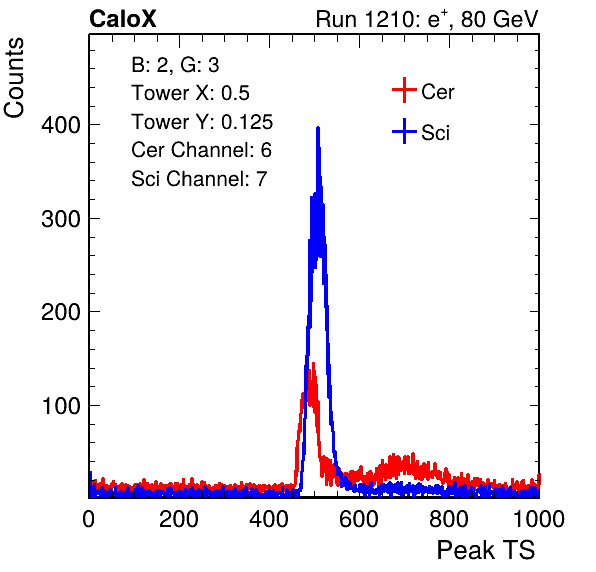 CaloX Run 1210: e+, 80 GeV
Counts
B: 2, G: 3
Tower X: 0.5
Tower Y: 0.125
Cer Channel: 6
Sci Channel: 7
Cer
Sci
400
300
200
100
0 200 400 600 800 1000
Peak TS